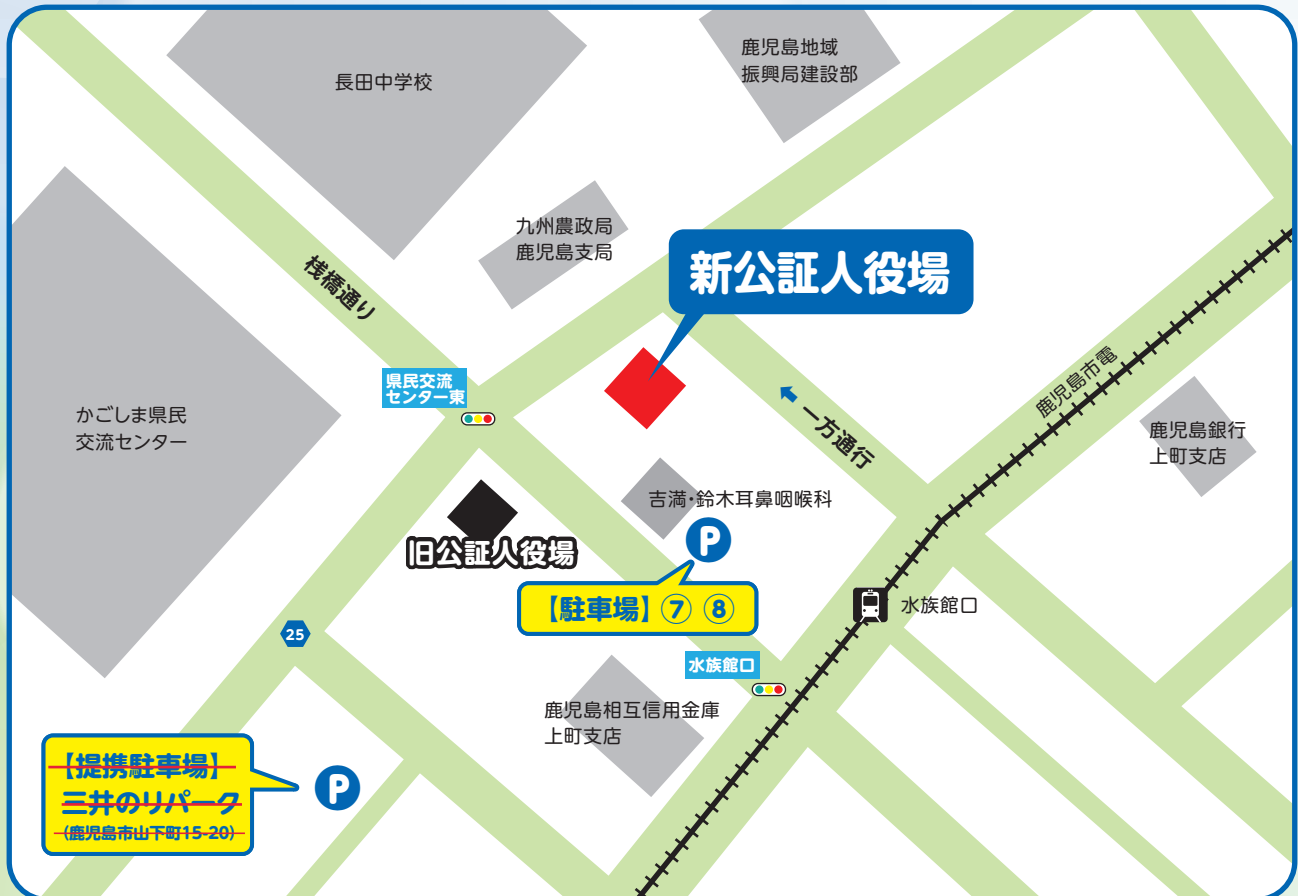 長田中学校
鹿児島地域
振興局建設部
九州農政局
鹿児島支局
新公証人役場
桟橋通り
県民交流
センター東
かごしま県民
交流センター
一方通行
鹿児島市電
鹿児島銀行
上町支店
吉満・鈴木耳鼻咽喉科
P
旧公証人役場
【駐車場】⑦ ⑧
水族館口
25
水族館口
鹿児島相互信用金庫
上町支店
【提携駐車場】
三井のリパーク
(鹿児島市山下町15-20)
P